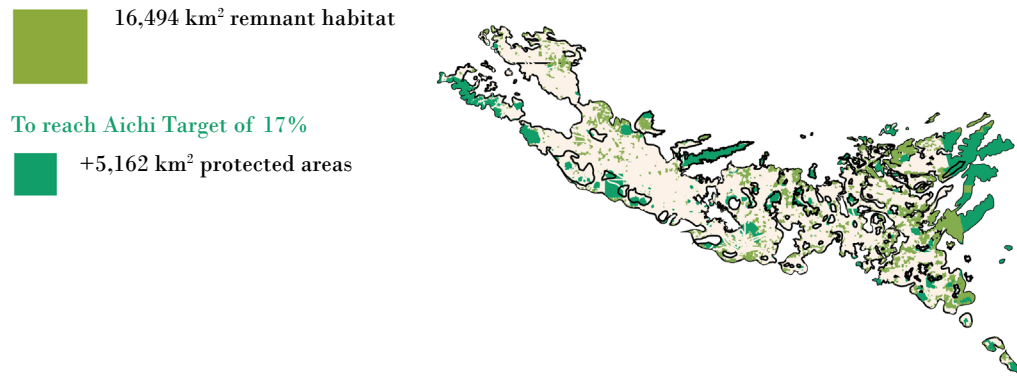 16,494 km² remnant habitat
To reach Aichi Target of 17%
+5,162 km² protected areas